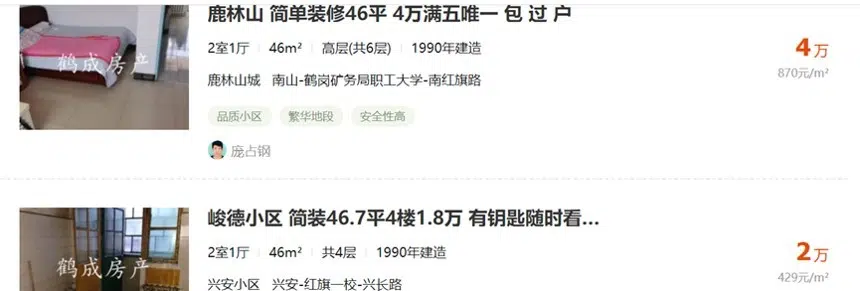 鹿林山 简单装修46平 4万满五唯一 包 过 户
2室1厅 46m² 高层(共6层) 1990年建造
4万
870元/m²
鹿林山城 南山-鹤岗矿务局职工大学-南红旗路
品质小区 繁华地段 安全性高
庞占钢
鹤成房产
峻德小区 简装46.7平4楼1.8万 有钥匙随时看...
2室1厅 46m² 共4层 1990年建造
2万
429元/m²
兴安小区 兴安-红旗一校-兴长路
鹤成房产